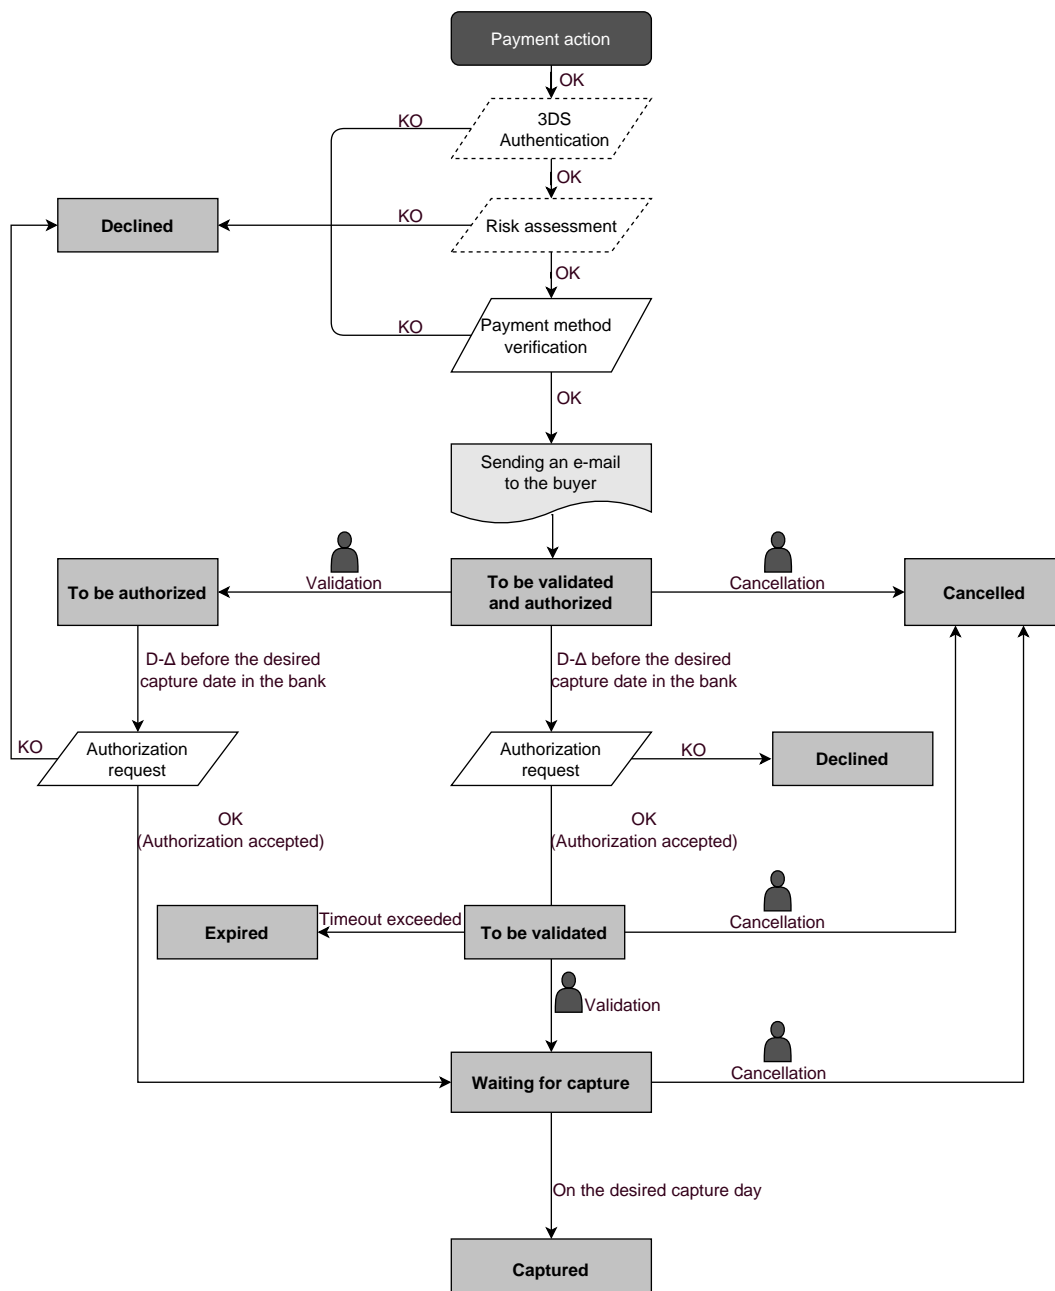 Payment action
OK
KO
3DS
Authentication
OK
Declined
KO
Risk assessment
OK
KO
Payment method
verification
OK
Sending an e-mail
to the buyer
To be authorized
Validation
To be validated
and authorized
Cancellation
Cancelled
D-Δ before the desired
capture date in the bank
D-Δ before the desired
capture date in the bank
KO
Authorization
request
Authorization
request
KO
Declined
OK
(Authorization accepted)
OK
(Authorization accepted)
Expired
Timeout exceeded
To be validated
Cancellation
Validation
Waiting for capture
Cancellation
On the desired capture day
Captured